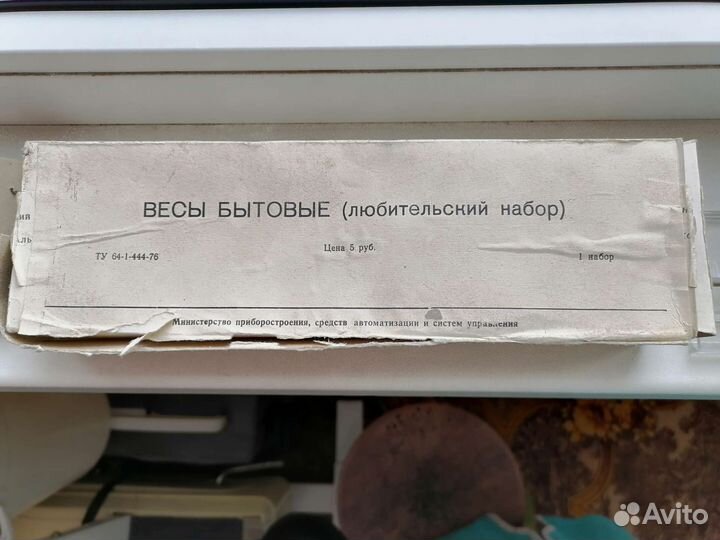 ВЕСЫ БЫТОВЫЕ (любительский набор)
Цена 5 руб.
ТУ 64-1-444-76
1 набор
Министерство приборостроения, средств автоматизации и систем управления
Avito